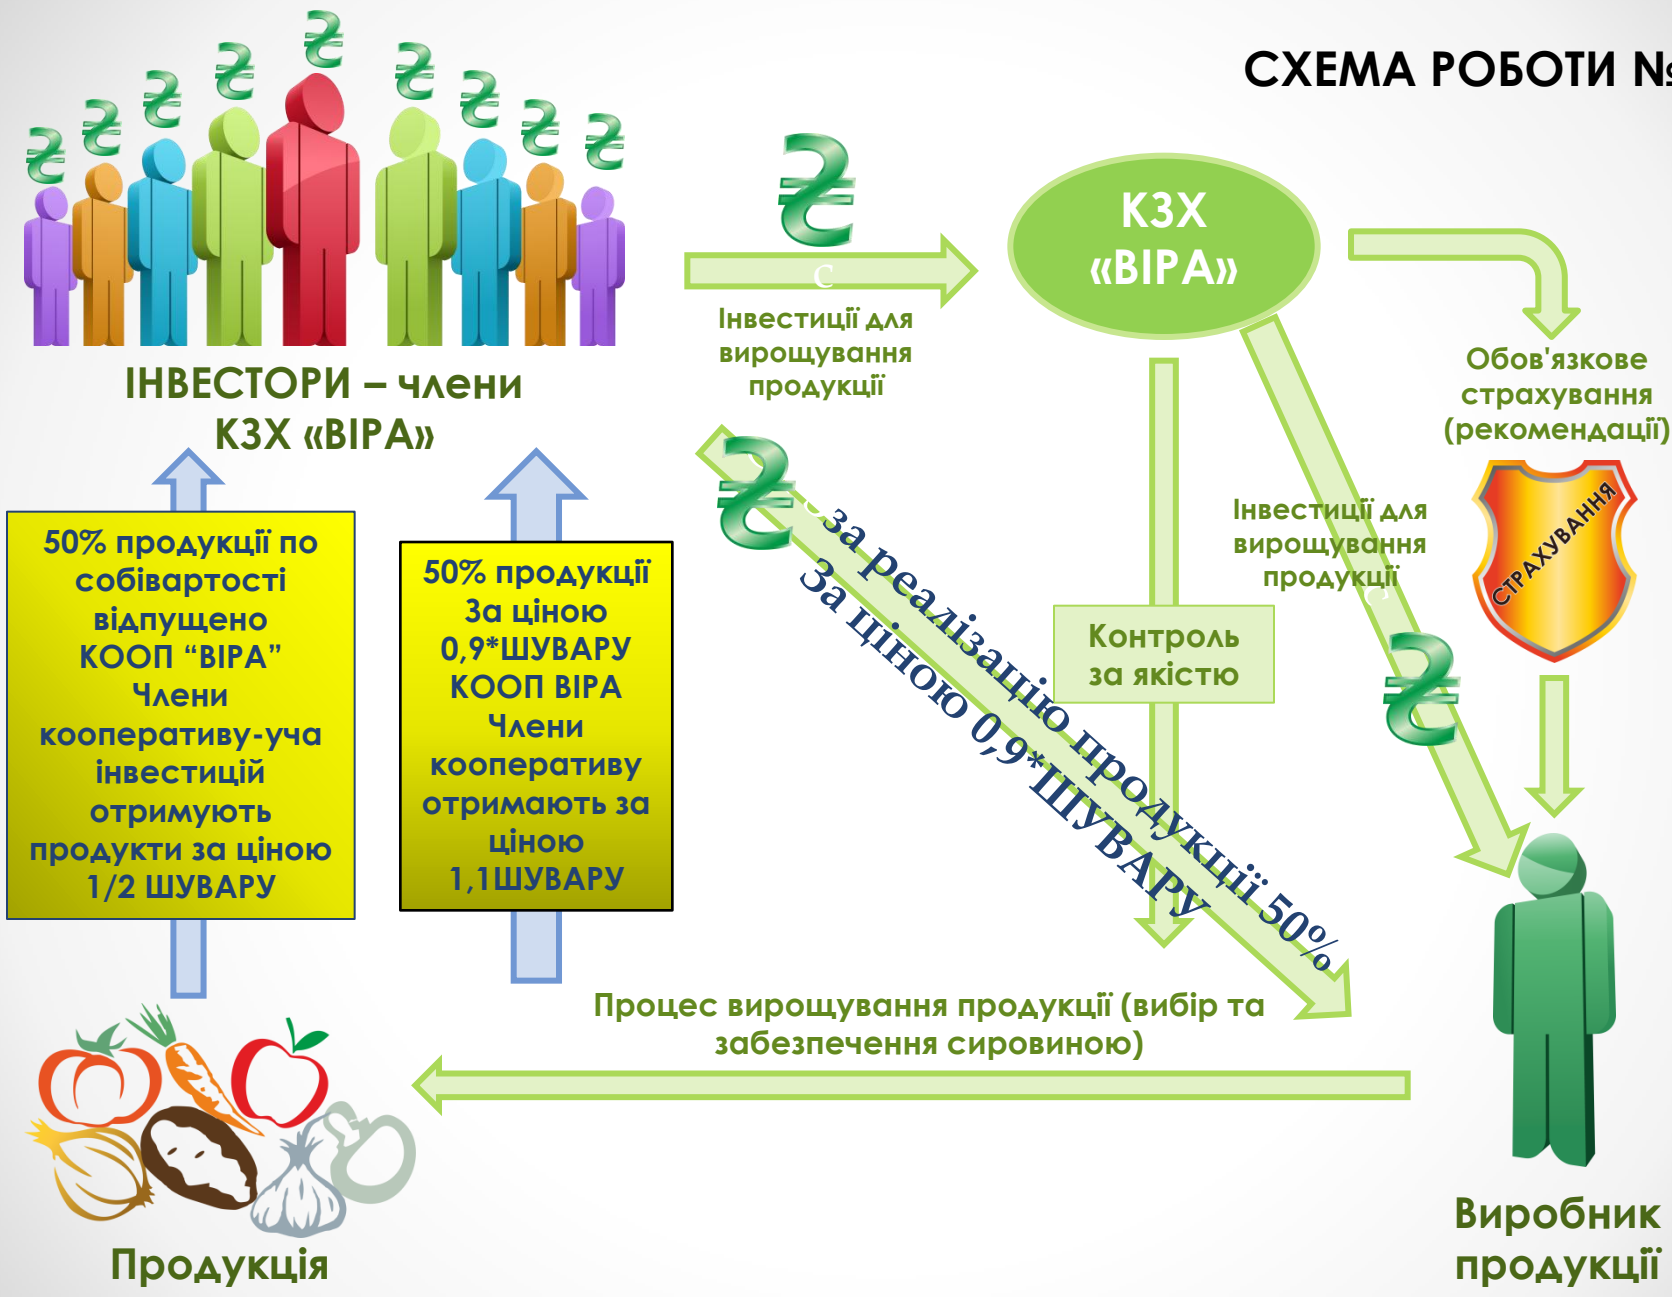 СХЕМА РОБОТИ №
КЗХ
«ВІРА»
с
Інвестиції для
вирощування
продукції
ІНВЕСТОРИ – члени
КЗХ «ВІРА»
Обов'язкове
страхування
(рекомендації)
СТРАХУВАННЯ
Інвестиції для
вирощування
продукції
с
50% продукції по
собівартості
відпущено
КООП “ВІРА”
Члени
кооперативу-уча
інвестицій
отримують
продукти за ціною
1/2 ШУВАРУ
50% продукції
За ціною
0,9*ШУВАРУ
КООП ВІРА
Члени
кооперативу
отримають за
ціною
1,1ШУВАРУ
за реалізацію продукції 50%
За ціною 0,9*ШУВАРУ
Контроль
за якістю
Процес вирощування продукції (вибір та
забезпечення сировиною)
Продукція
Виробник
продукції